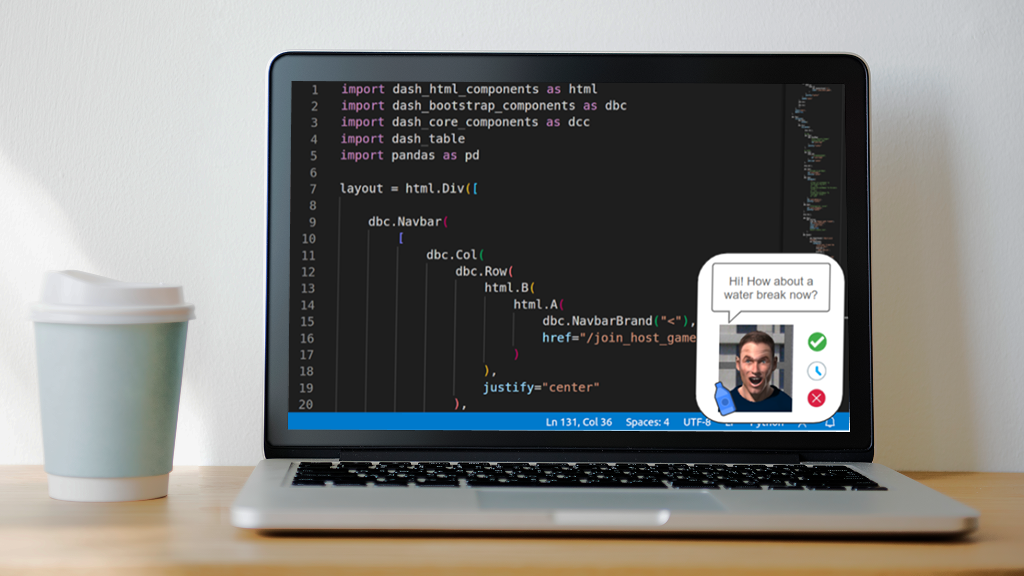 1 import dash_html_components as html
2 import dash_bootstrap_components as dbc
3 import dash_core_components as dcc
4 import dash_table
5 import pandas as pd
6
7 layout = html.Div([
8
9 dbc.Navbar(
10 [
11 dbc.Col(
12 dbc.Row(
13 html.B(
14 html.A(
15 dbc.NavbarBrand("<"),
16 href="/join_host_game
17 )
18 ),
19 justify="center"
20 ),
Hi! How about a
water break now?
Ln 131, Col 36 Spaces: 4 UTF-8 Python